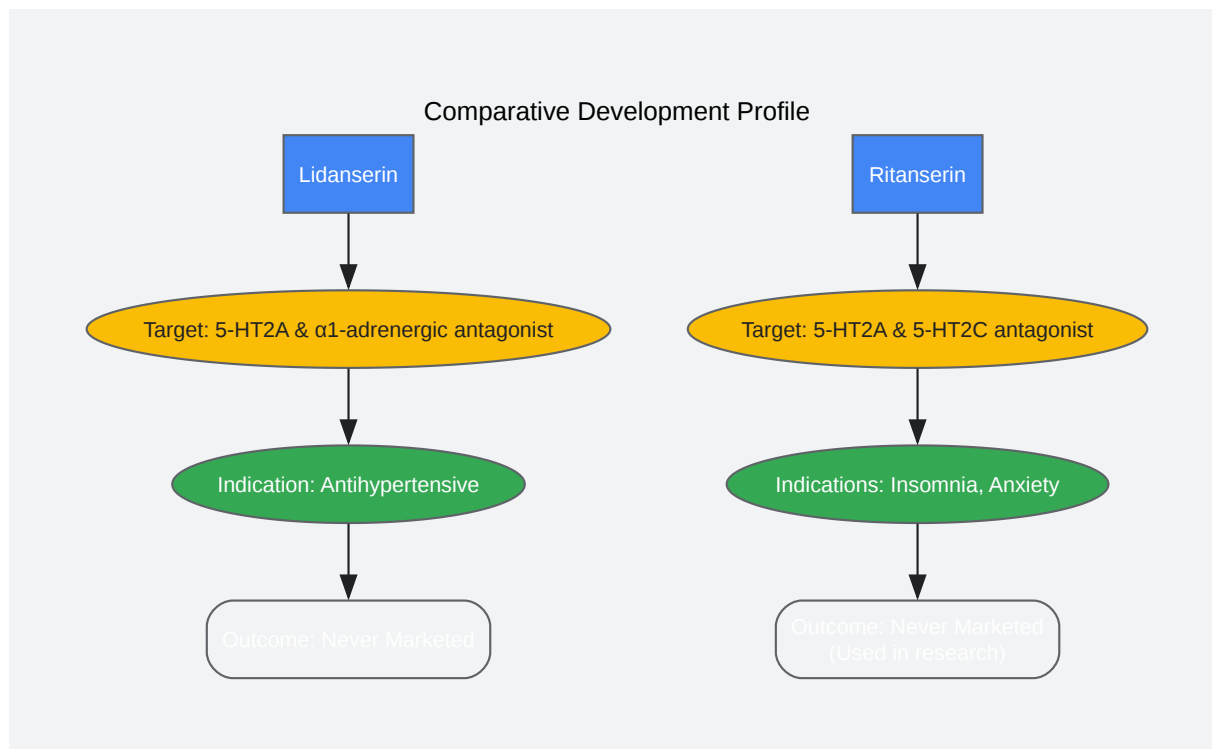 Comparative Development Profile
Lidanserin
Ritanserin
Target: 5-HT2A & α1-adrenergic antagonist
Target: 5-HT2A & 5-HT2C antagonist
Indication: Antihypertensive
Indications: Insomnia, Anxiety
Outcome: Never Marketed
Outcome: Never Marketed
(Used in research)